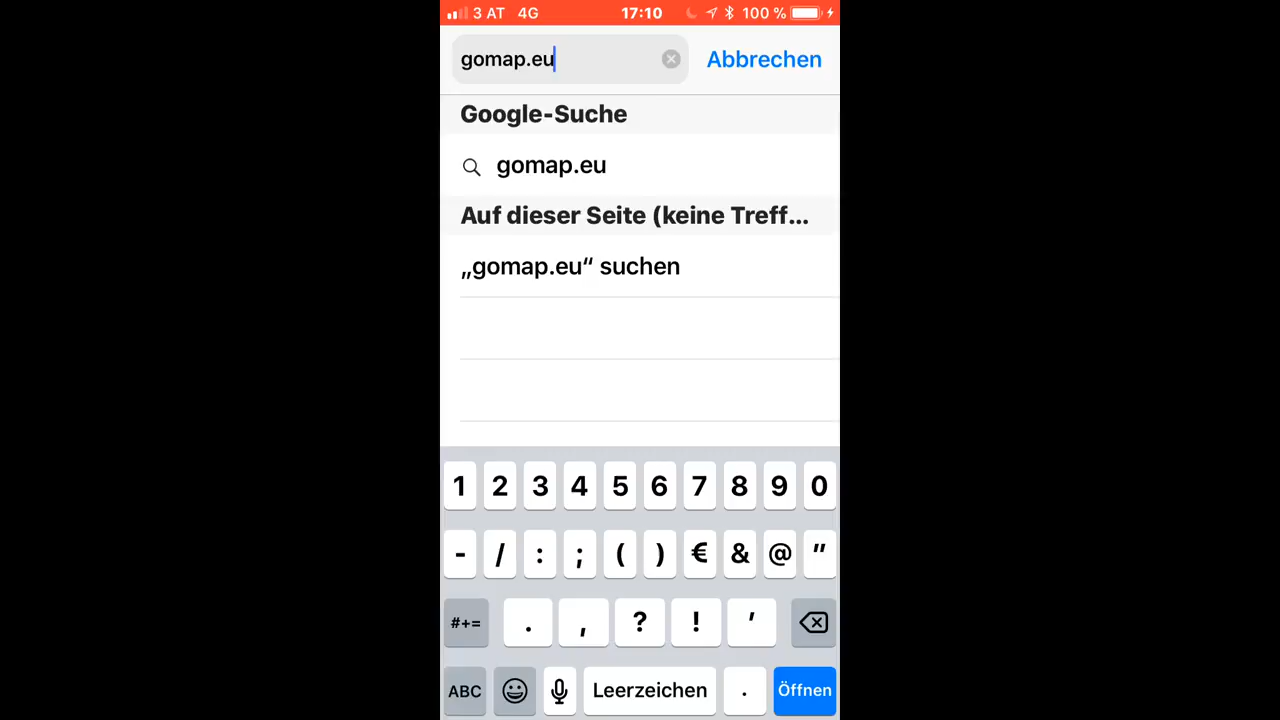 3 AT 4G 17:10 100 %
gomap.eu Abbrechen
Google-Suche
gomap.eu
Auf dieser Seite (keine Treff...
„gomap.eu“ suchen
1 2 3 4 5 6 7 8 9 0
- / : ; ( ) € & @ "
#+= . , ? ! ’
ABC Leerzeichen . Öffnen